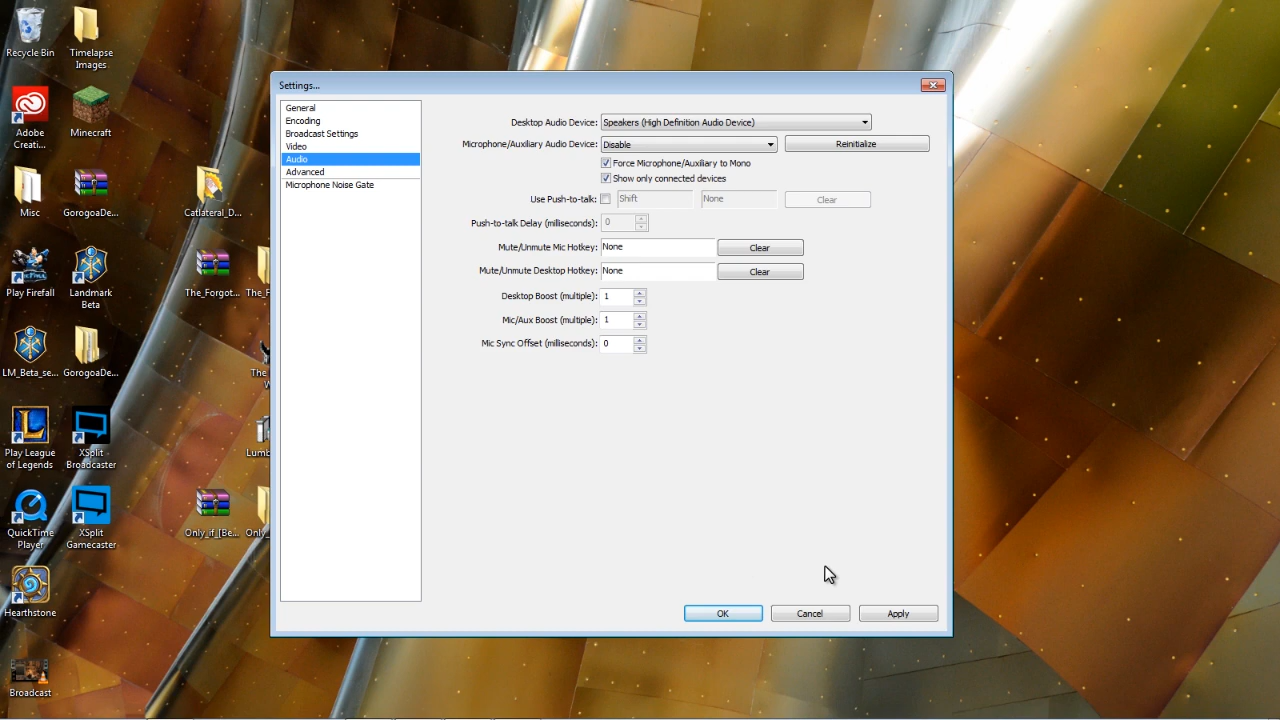 Recycle Bin
Timelapse
Images
Adobe
Creati...
Minecraft
Misc
GorogoaDe...
Catlateral_D...
Play Firefall
Landmark
Beta
The_Forgot...
The_F
LM_Beta_se...
GorogoaDe...
The
Play League
of Legends
XSplit
Broadcaster
Lumb
QuickTime
Player
XSplit
Gamecaster
Only_if_[Be...
Only_
Hearthstone
Broadcast
Settings...
General
Encoding
Broadcast Settings
Video
Audio
Advanced
Microphone Noise Gate
Desktop Audio Device: Speakers (High Definition Audio Device)
Microphone/Auxiliary Audio Device: Disable Reinitialize
Force Microphone/Auxiliary to Mono
Show only connected devices
Use Push-to-talk: Shift None Clear
Push-to-talk Delay (milliseconds): 0
Mute/Unmute Mic Hotkey: None Clear
Mute/Unmute Desktop Hotkey: None Clear
Desktop Boost (multiple): 1
Mic/Aux Boost (multiple): 1
Mic Sync Offset (milliseconds): 0
OK Cancel Apply